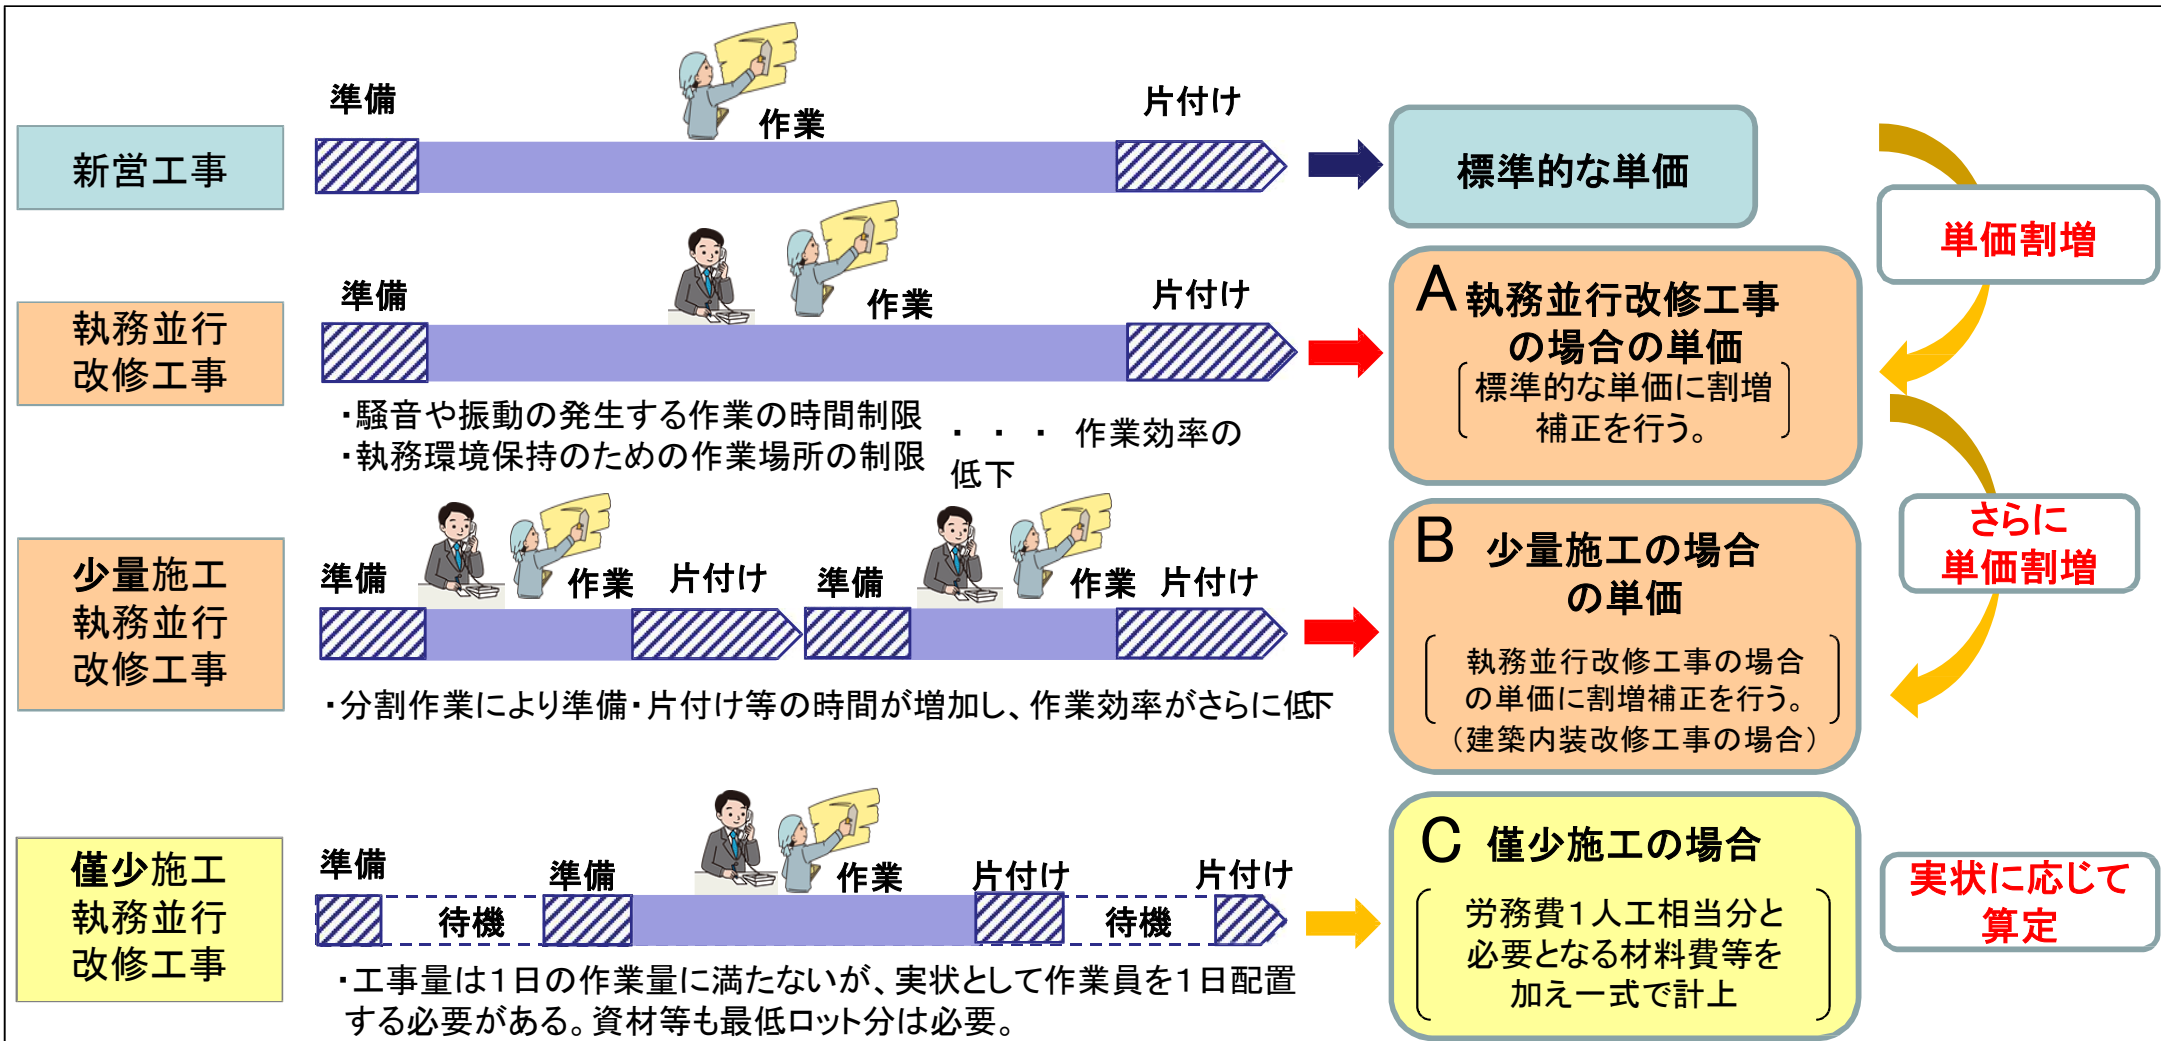 準備
作業
片付け
新営工事
標準的な単価
単価割増
準備
作業
片付け
執務並行
改修工事
A 執務並行改修工事
の場合の単価
標準的な単価に割増
補正を行う。
・騒音や振動の発生する作業の時間制限
・執務環境保持のための作業場所の制限
・・・作業効率の
低下
さらに
単価割増
少量施工
執務並行
改修工事
準備
作業
片付け
準備
作業
片付け
B 少量施工の場合
の単価
執務並行改修工事の場合
の単価に割増補正を行う。
（建築内装改修工事の場合）
・分割作業により準備・片付け等の時間が増加し、作業効率がさらに低下
僅少施工
執務並行
改修工事
準備
待機
準備
作業
片付け
待機
片付け
C 僅少施工の場合
労務費１人工相当分と
必要となる材料費等を
加え一式で計上
実状に応じて
算定
・工事量は１日の作業量に満たないが、実状として作業員を１日配置
する必要がある。資材等も最低ロット分は必要。